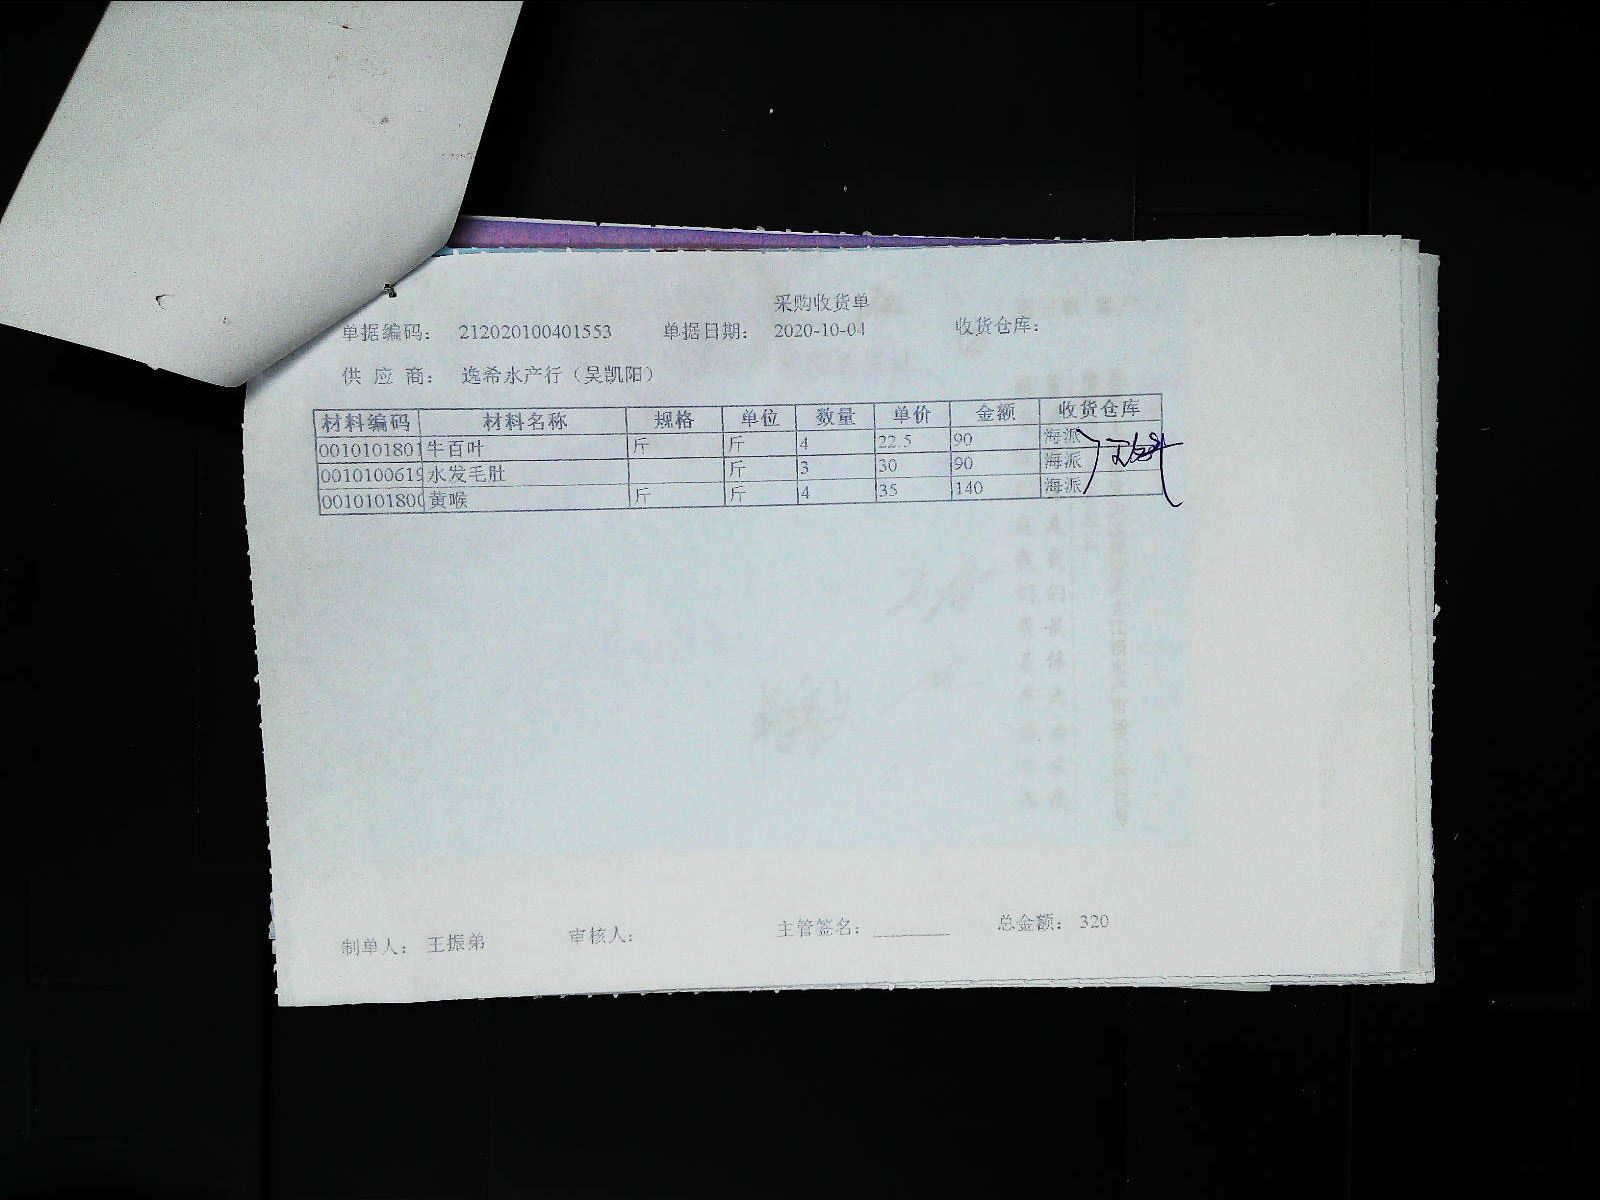 采购收货单
单据编码： 212020100401553 单据日期： 2020-10-04 收货仓库：
供 应 商： 逸希水产行（吴凯阳）
材料编码 材料名称 规格 单位 数量 单价 金额 收货仓库
0010101801 牛百叶 斤 斤 4 22.5 90 海派
0010100619 水发毛肚 斤 3 30 90 海派
001010180 黄喉 斤 斤 4 35 140 海派
制单人： 王振弟 审核人： 主管签名： 总金额： 320